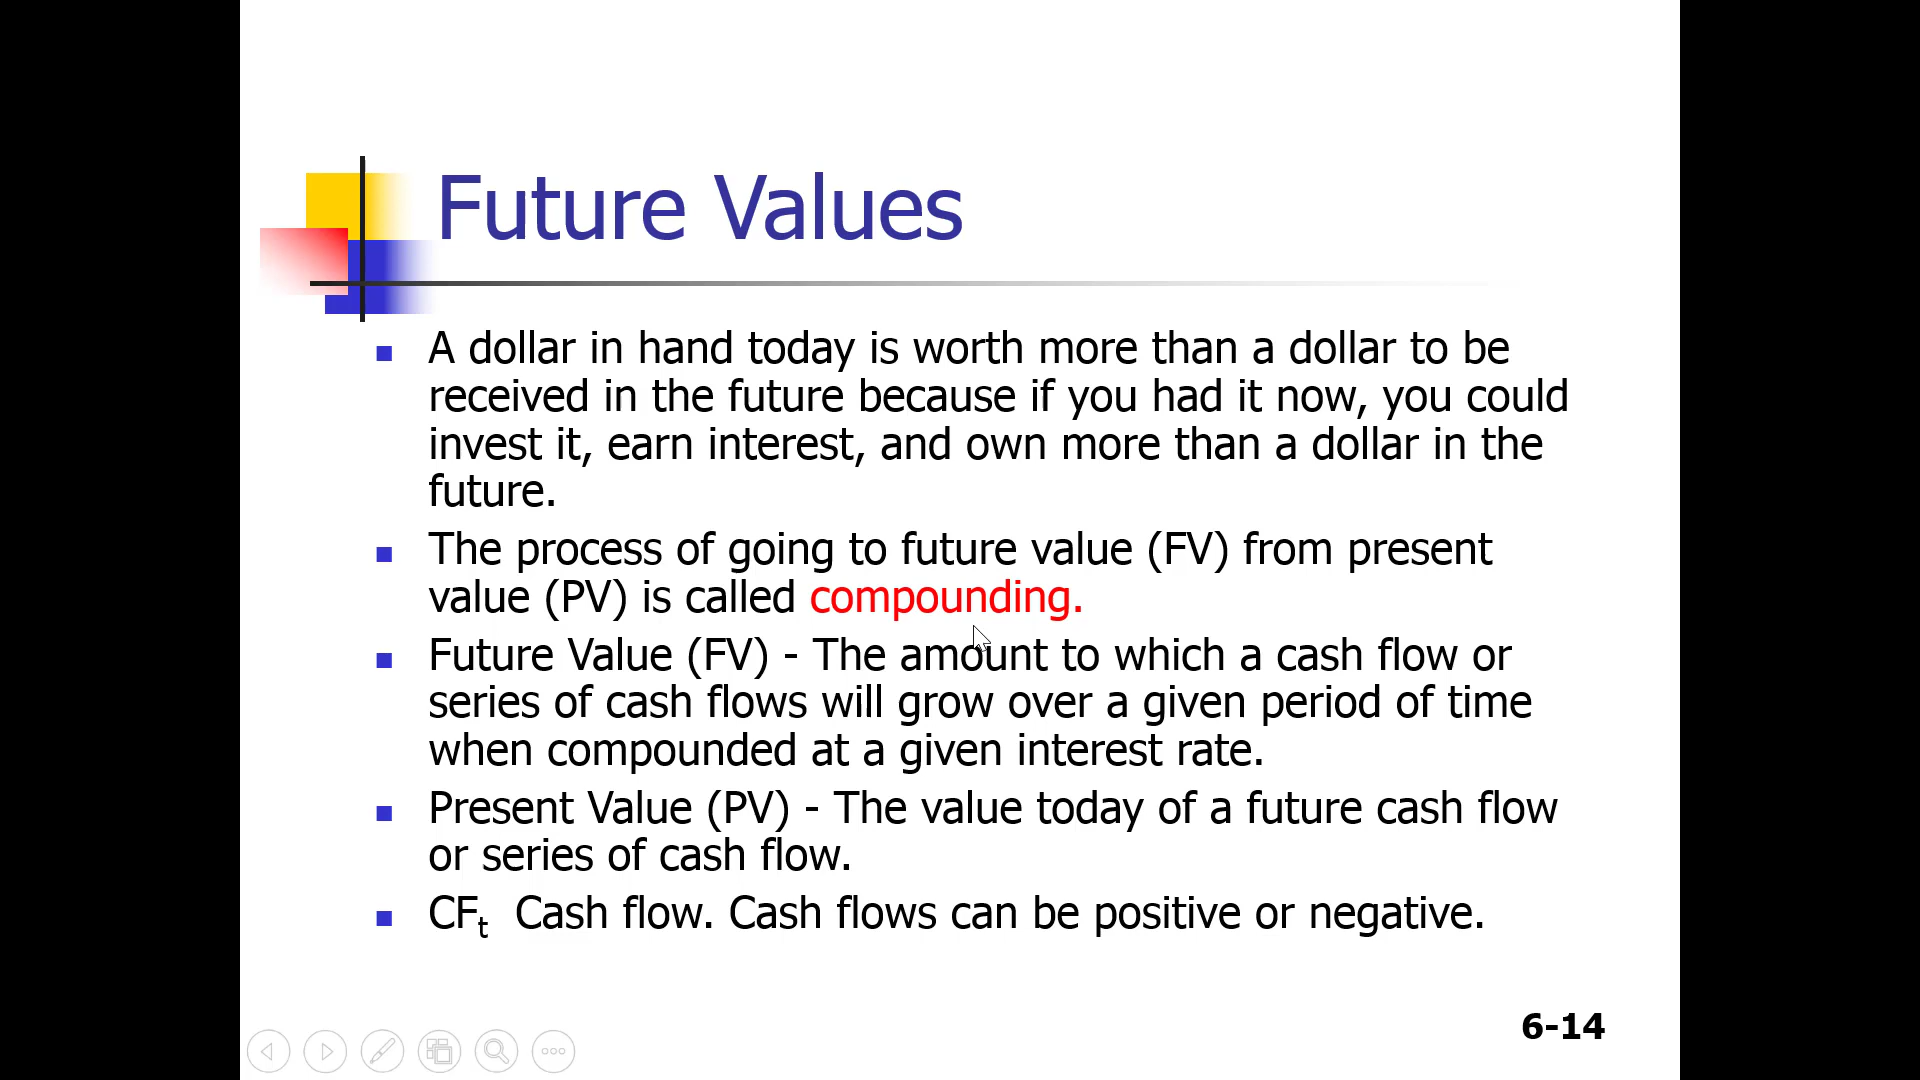 Future Values
A dollar in hand today is worth more than a dollar to be
received in the future because if you had it now, you could
invest it, earn interest, and own more than a dollar in the
future.
The process of going to future value (FV) from present
value (PV) is called compounding.
Future Value (FV) - The amount to which a cash flow or
series of cash flows will grow over a given period of time
when compounded at a given interest rate.
Present Value (PV) - The value today of a future cash flow
or series of cash flow.
CFt Cash flow. Cash flows can be positive or negative.
6-14